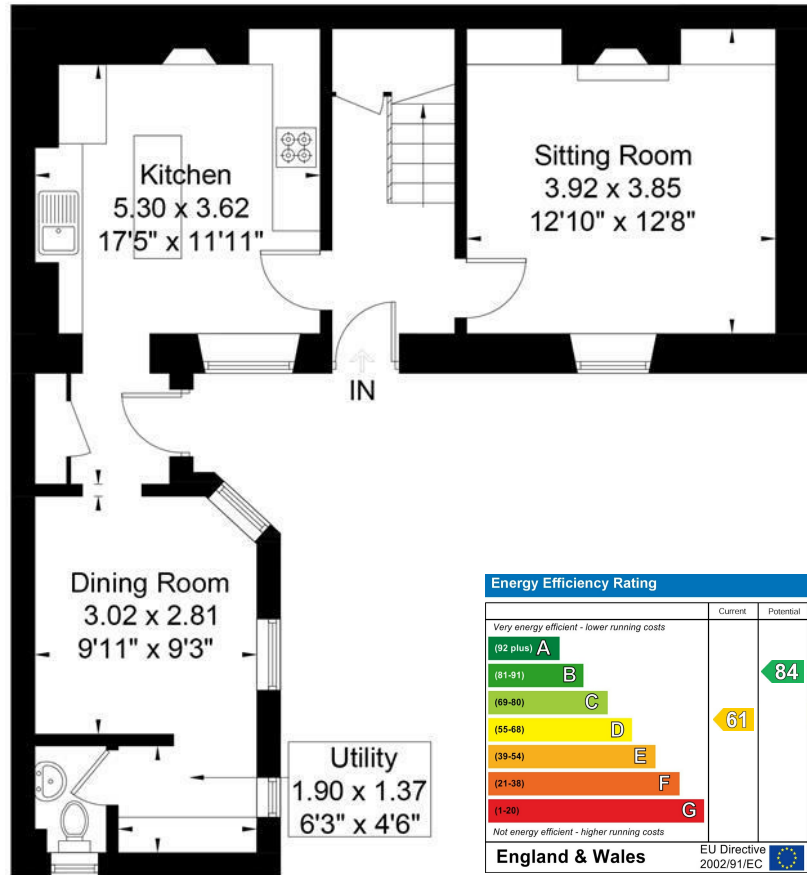 Kitchen
5.30 x 3.62
17'5" x 11'11"
Sitting Room
3.92 x 3.85
12'10" x 12'8"
IN
Dining Room
3.02 x 2.81
9'11" x 9'3"
Utility
1.90 x 1.37
6'3" x 4'6"
Energy Efficiency Rating
Current Potential
Very energy efficient - lower running costs
(92 plus) A
(81-91) B
84
(69-80) C
(55-68) D
61
(39-54) E
(21-38) F
(1-20) G
Not energy efficient - higher running costs
England & Wales
EU Directive
2002/91/EC